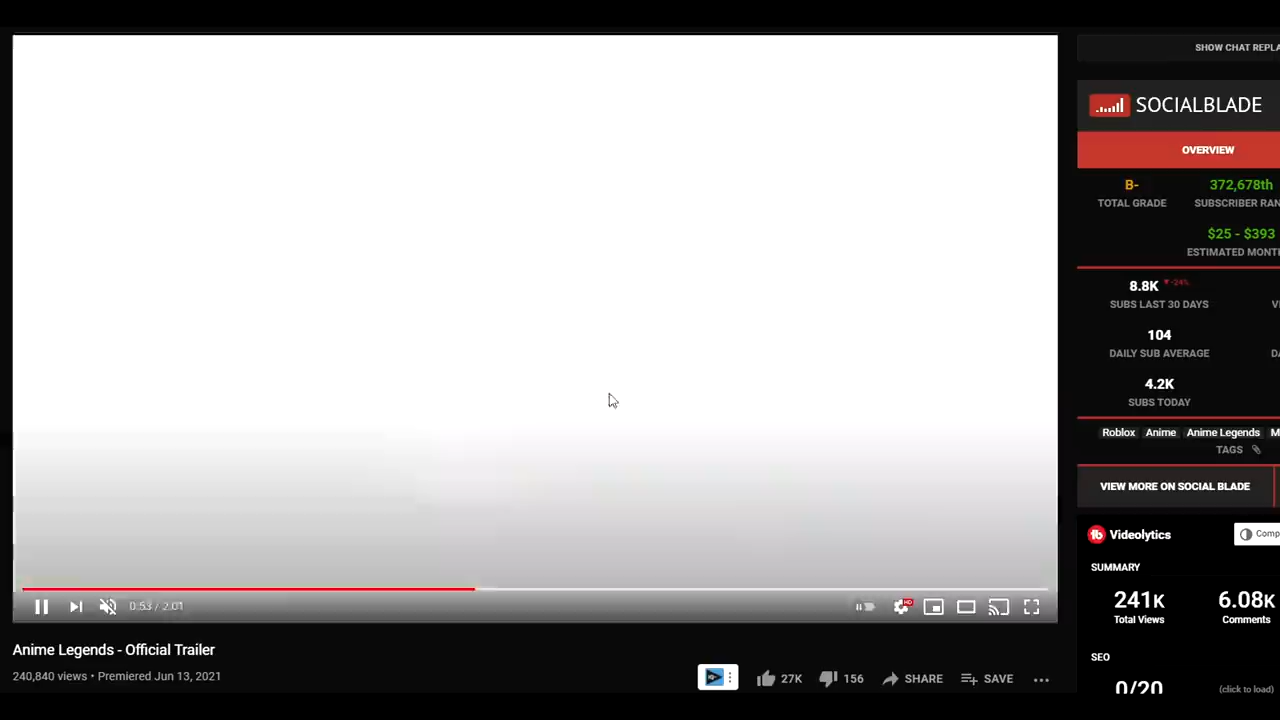 SHOW CHAT REPLA
SOCIALBLADE
OVERVIEW
B-
372,678th
TOTAL GRADE
SUBSCRIBER RAN
$25 - $393
ESTIMATED MONT
8.8K ▼-24%
SUBS LAST 30 DAYS
104
DAILY SUB AVERAGE
DA
4.2K
SUBS TODAY
Roblox Anime Anime Legends M
TAGS
VIEW MORE ON SOCIAL BLADE
Videolytics
Comp
SUMMARY
241K
6.08K
Total Views
Comments
SEO
0/20
(click to load)
0:53 / 2:01
HD
Anime Legends - Official Trailer
240,840 views • Premiered Jun 13, 2021
27K
156
SHARE
SAVE